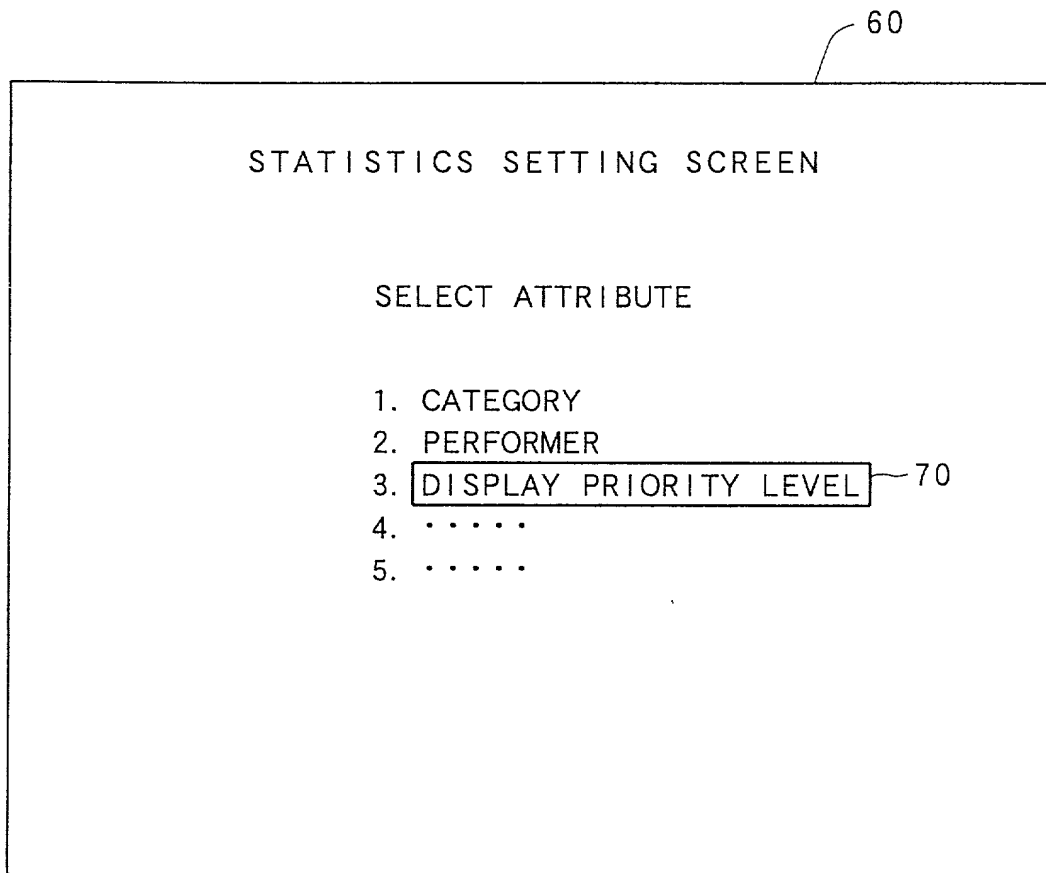 60
STATISTICS SETTING SCREEN
SELECT ATTRIBUTE
1. CATEGORY
2. PERFORMER
3. DISPLAY PRIORITY LEVEL 70
4. ·····
5. ·····